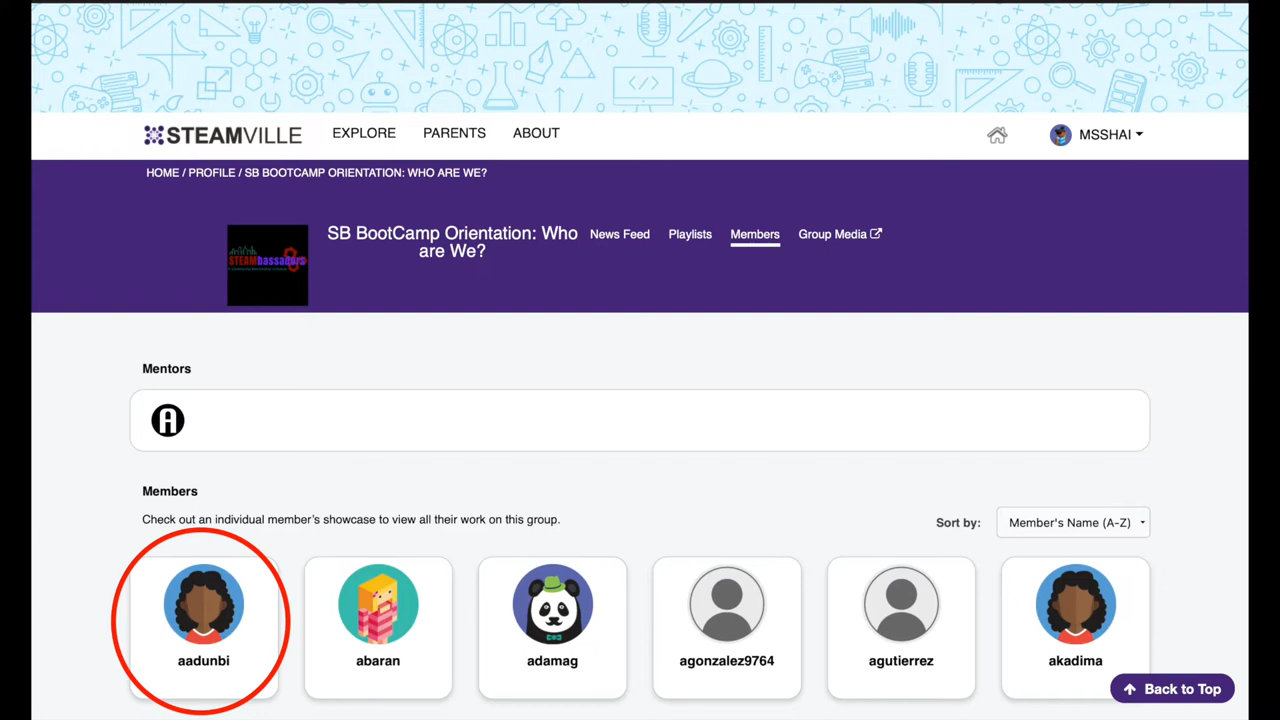 STEAMVILLE EXPLORE PARENTS ABOUT MSSHAI
HOME / PROFILE / SB BOOTCAMP ORIENTATION: WHO ARE WE?
SB BootCamp Orientation: Who
are We?
News Feed Playlists Members Group Media
STEAMbassadors
Mentors
A
Members
Check out an individual member's showcase to view all their work on this group.
Sort by: Member's Name (A-Z)
aadunbi abaran adamag agonzalez9764 agutierrez akadima
Back to Top